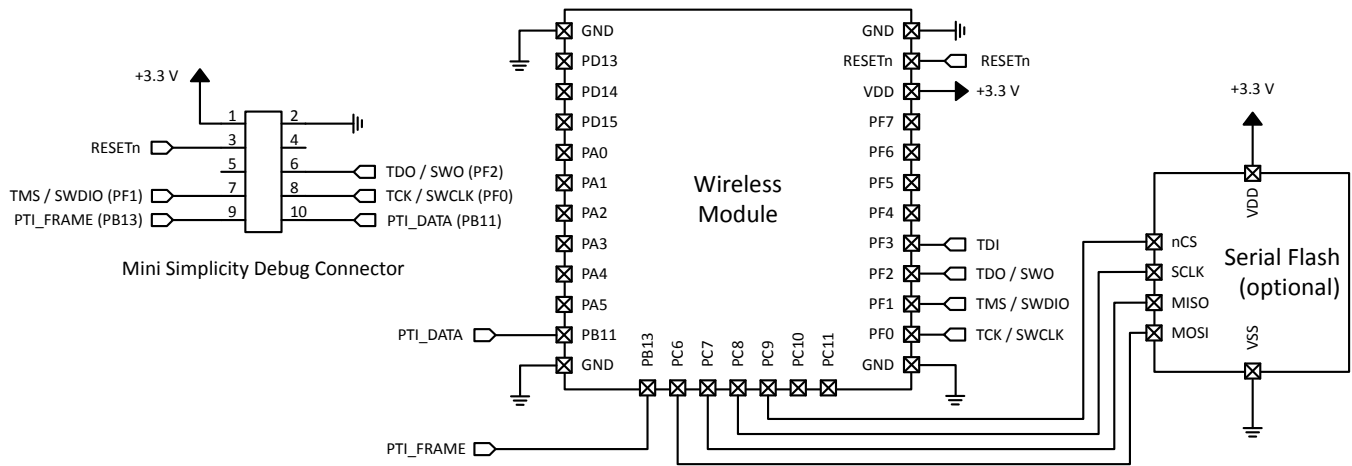 +3.3 V
1
2
RESETn
3
4
5
6
TDO / SWO (PF2)
TMS / SWDIO (PF1)
7
8
TCK / SWCLK (PF0)
PTI_FRAME (PB13)
9
10
PTI_DATA (PB11)
Mini Simplicity Debug Connector
GND
PD13
PD14
PD15
PA0
PA1
PA2
PA3
PA4
PA5
PTI_DATA
PB11
GND
Wireless
Module
GND
RESETn
RESETn
VDD
+3.3 V
PF7
PF6
PF5
PF4
PF3
TDI
PF2
TDO / SWO
PF1
TMS / SWDIO
PF0
TCK / SWCLK
GND
PB13
PC6
PC7
PC8
PC9
PC10
PC11
PTI_FRAME
+3.3 V
VDD
nCS
SCLK
MISO
MOSI
Serial Flash
(optional)
VSS